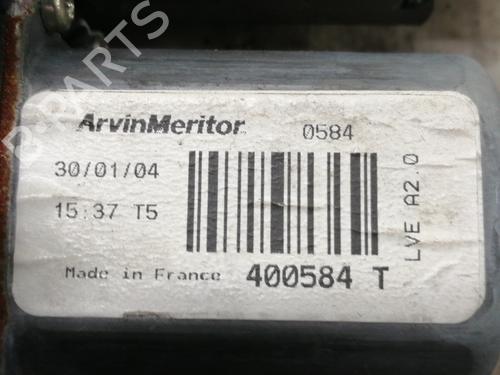 ArvinMeritor 0584
30/01/04
15:37 T5
Made in France 400584 T
LVE A2.0
B PARTS